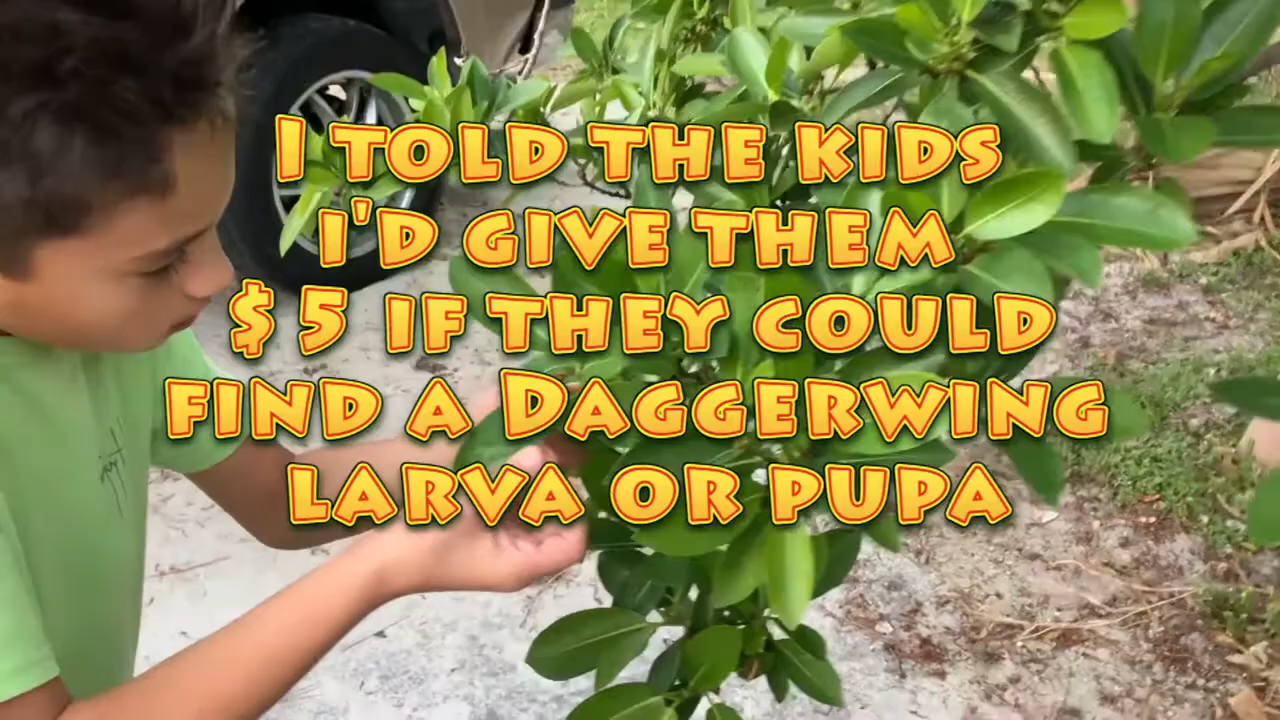 I TOLD THE KIDS
I'D GIVE THEM
$5 IF THEY COULD
FIND A DAGGERWING
LARVA OR PUPA